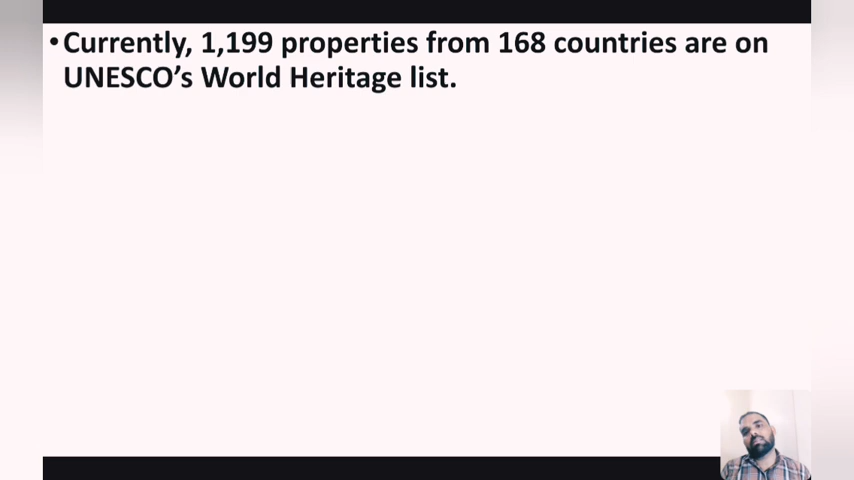 •Currently, 1,199 properties from 168 countries are on
UNESCO’s World Heritage list.